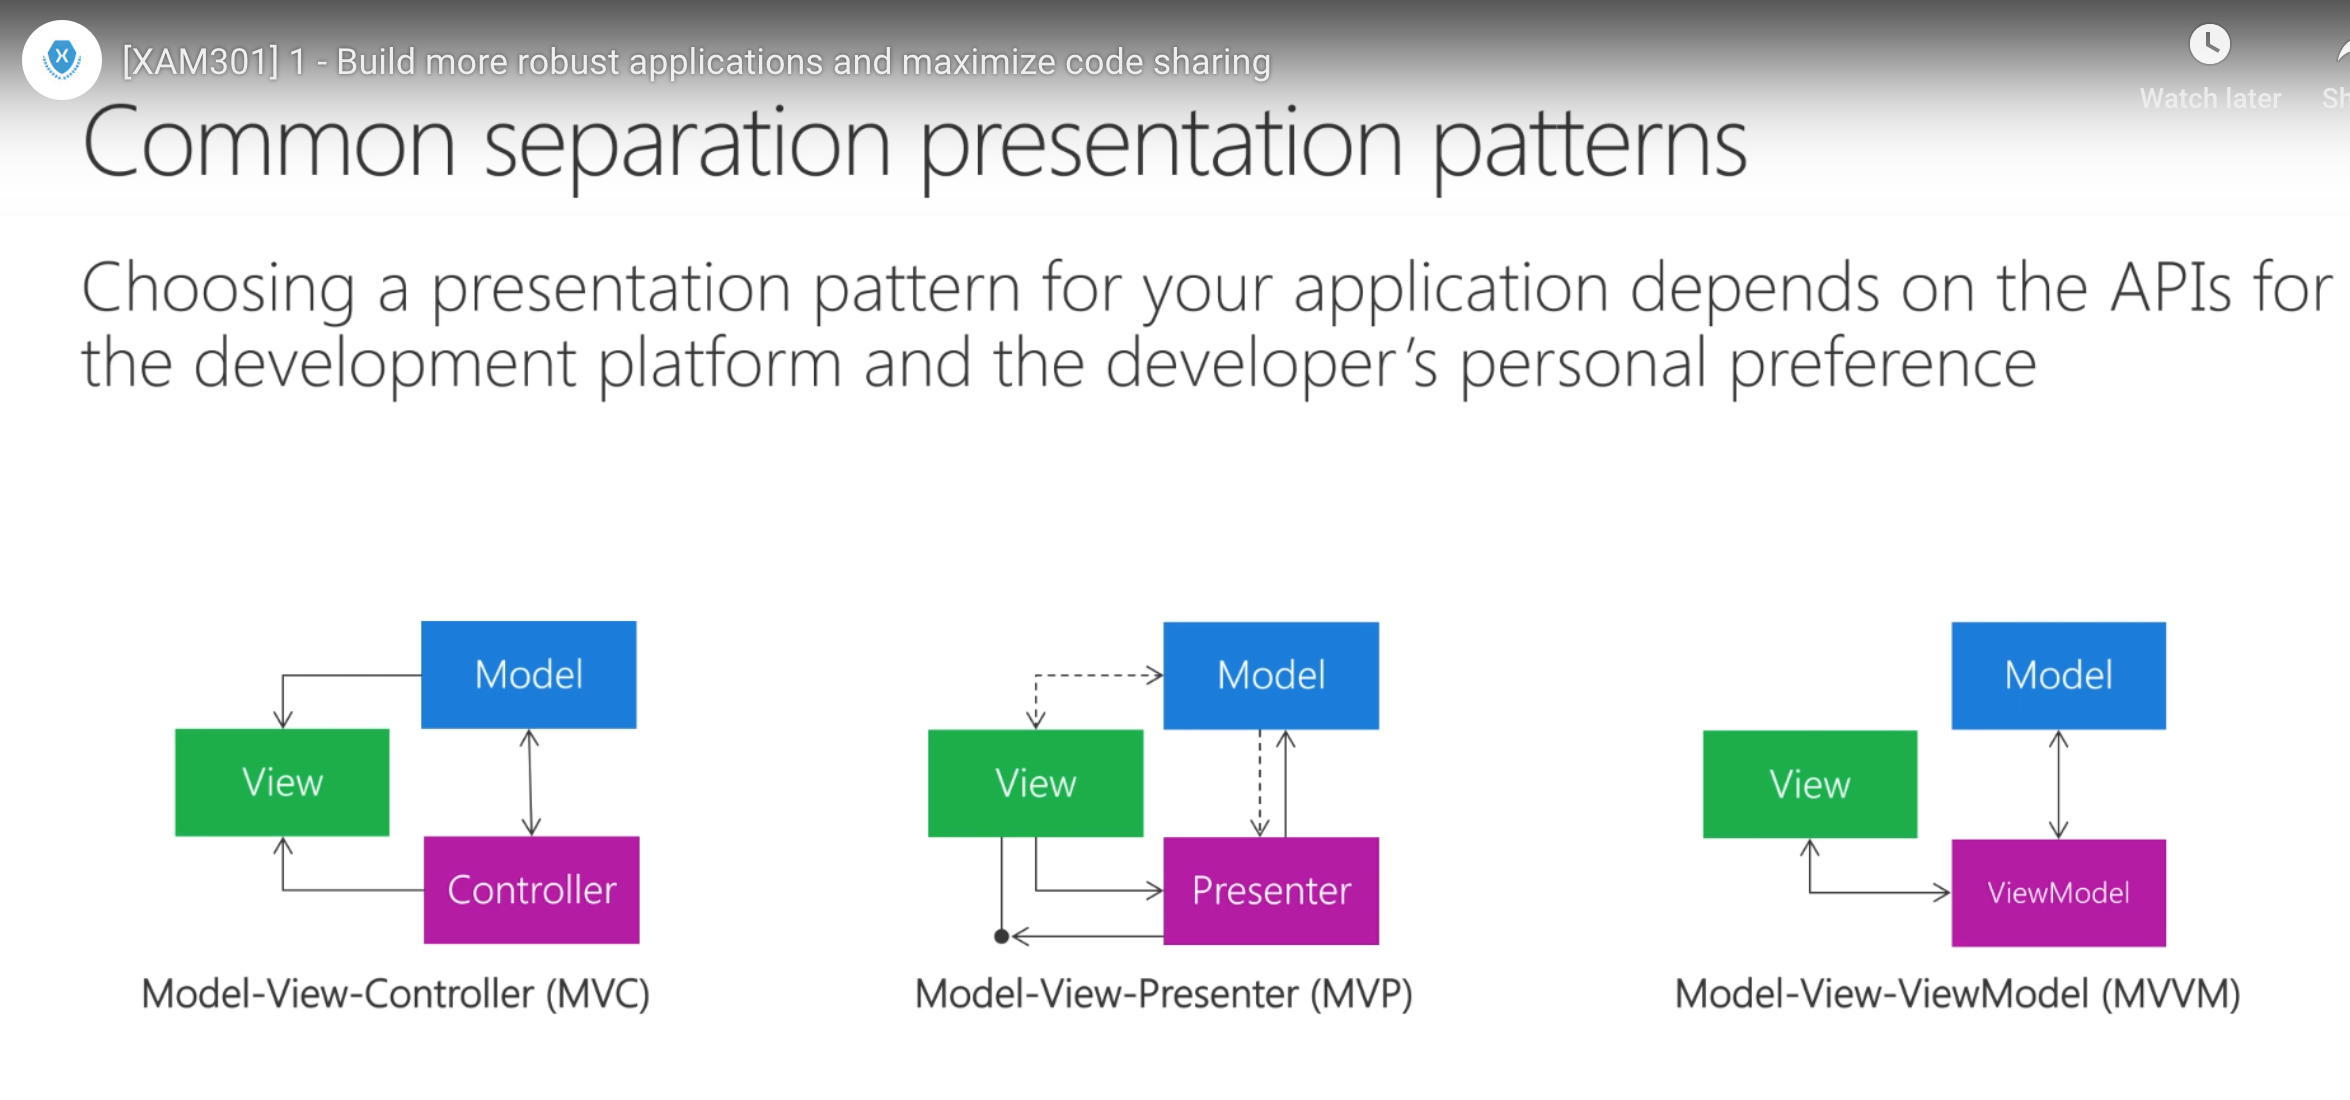 X
[XAM301] 1 - Build more robust applications and maximize code sharing
Watch later
Sh
Common separation presentation patterns
Choosing a presentation pattern for your application depends on the APIs for
the development platform and the developer's personal preference
Model
View
Controller
Model-View-Controller (MVC)
Model
View
Presenter
Model-View-Presenter (MVP)
Model
View
ViewModel
Model-View-ViewModel (MVVM)